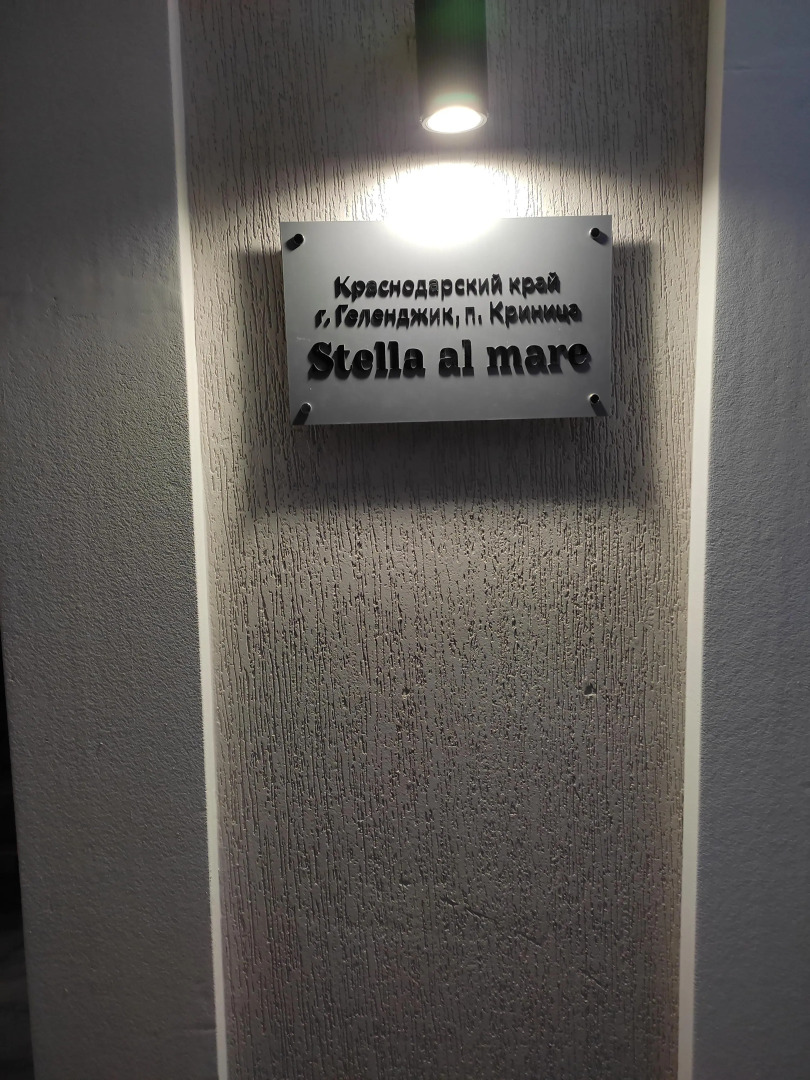 Краснодарский край
г. Геленджик, п. Криница
Stella al mare